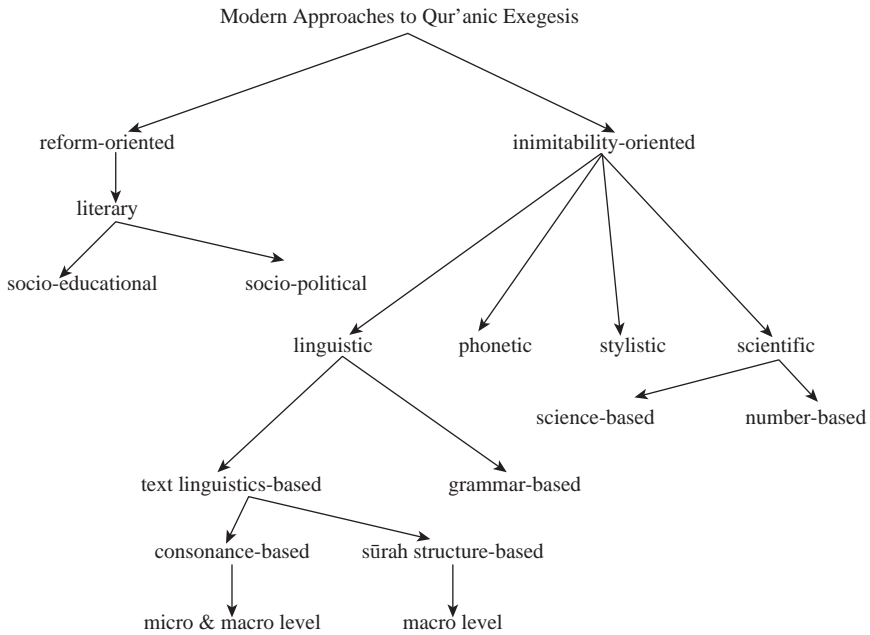 Modern Approaches to Qur’anic Exegesis
reform-oriented
inimitability-oriented
literary
socio-educational
socio-political
linguistic
phonetic
stylistic
scientific
science-based
number-based
text linguistics-based
grammar-based
consonance-based
sūrah structure-based
micro & macro level
macro level